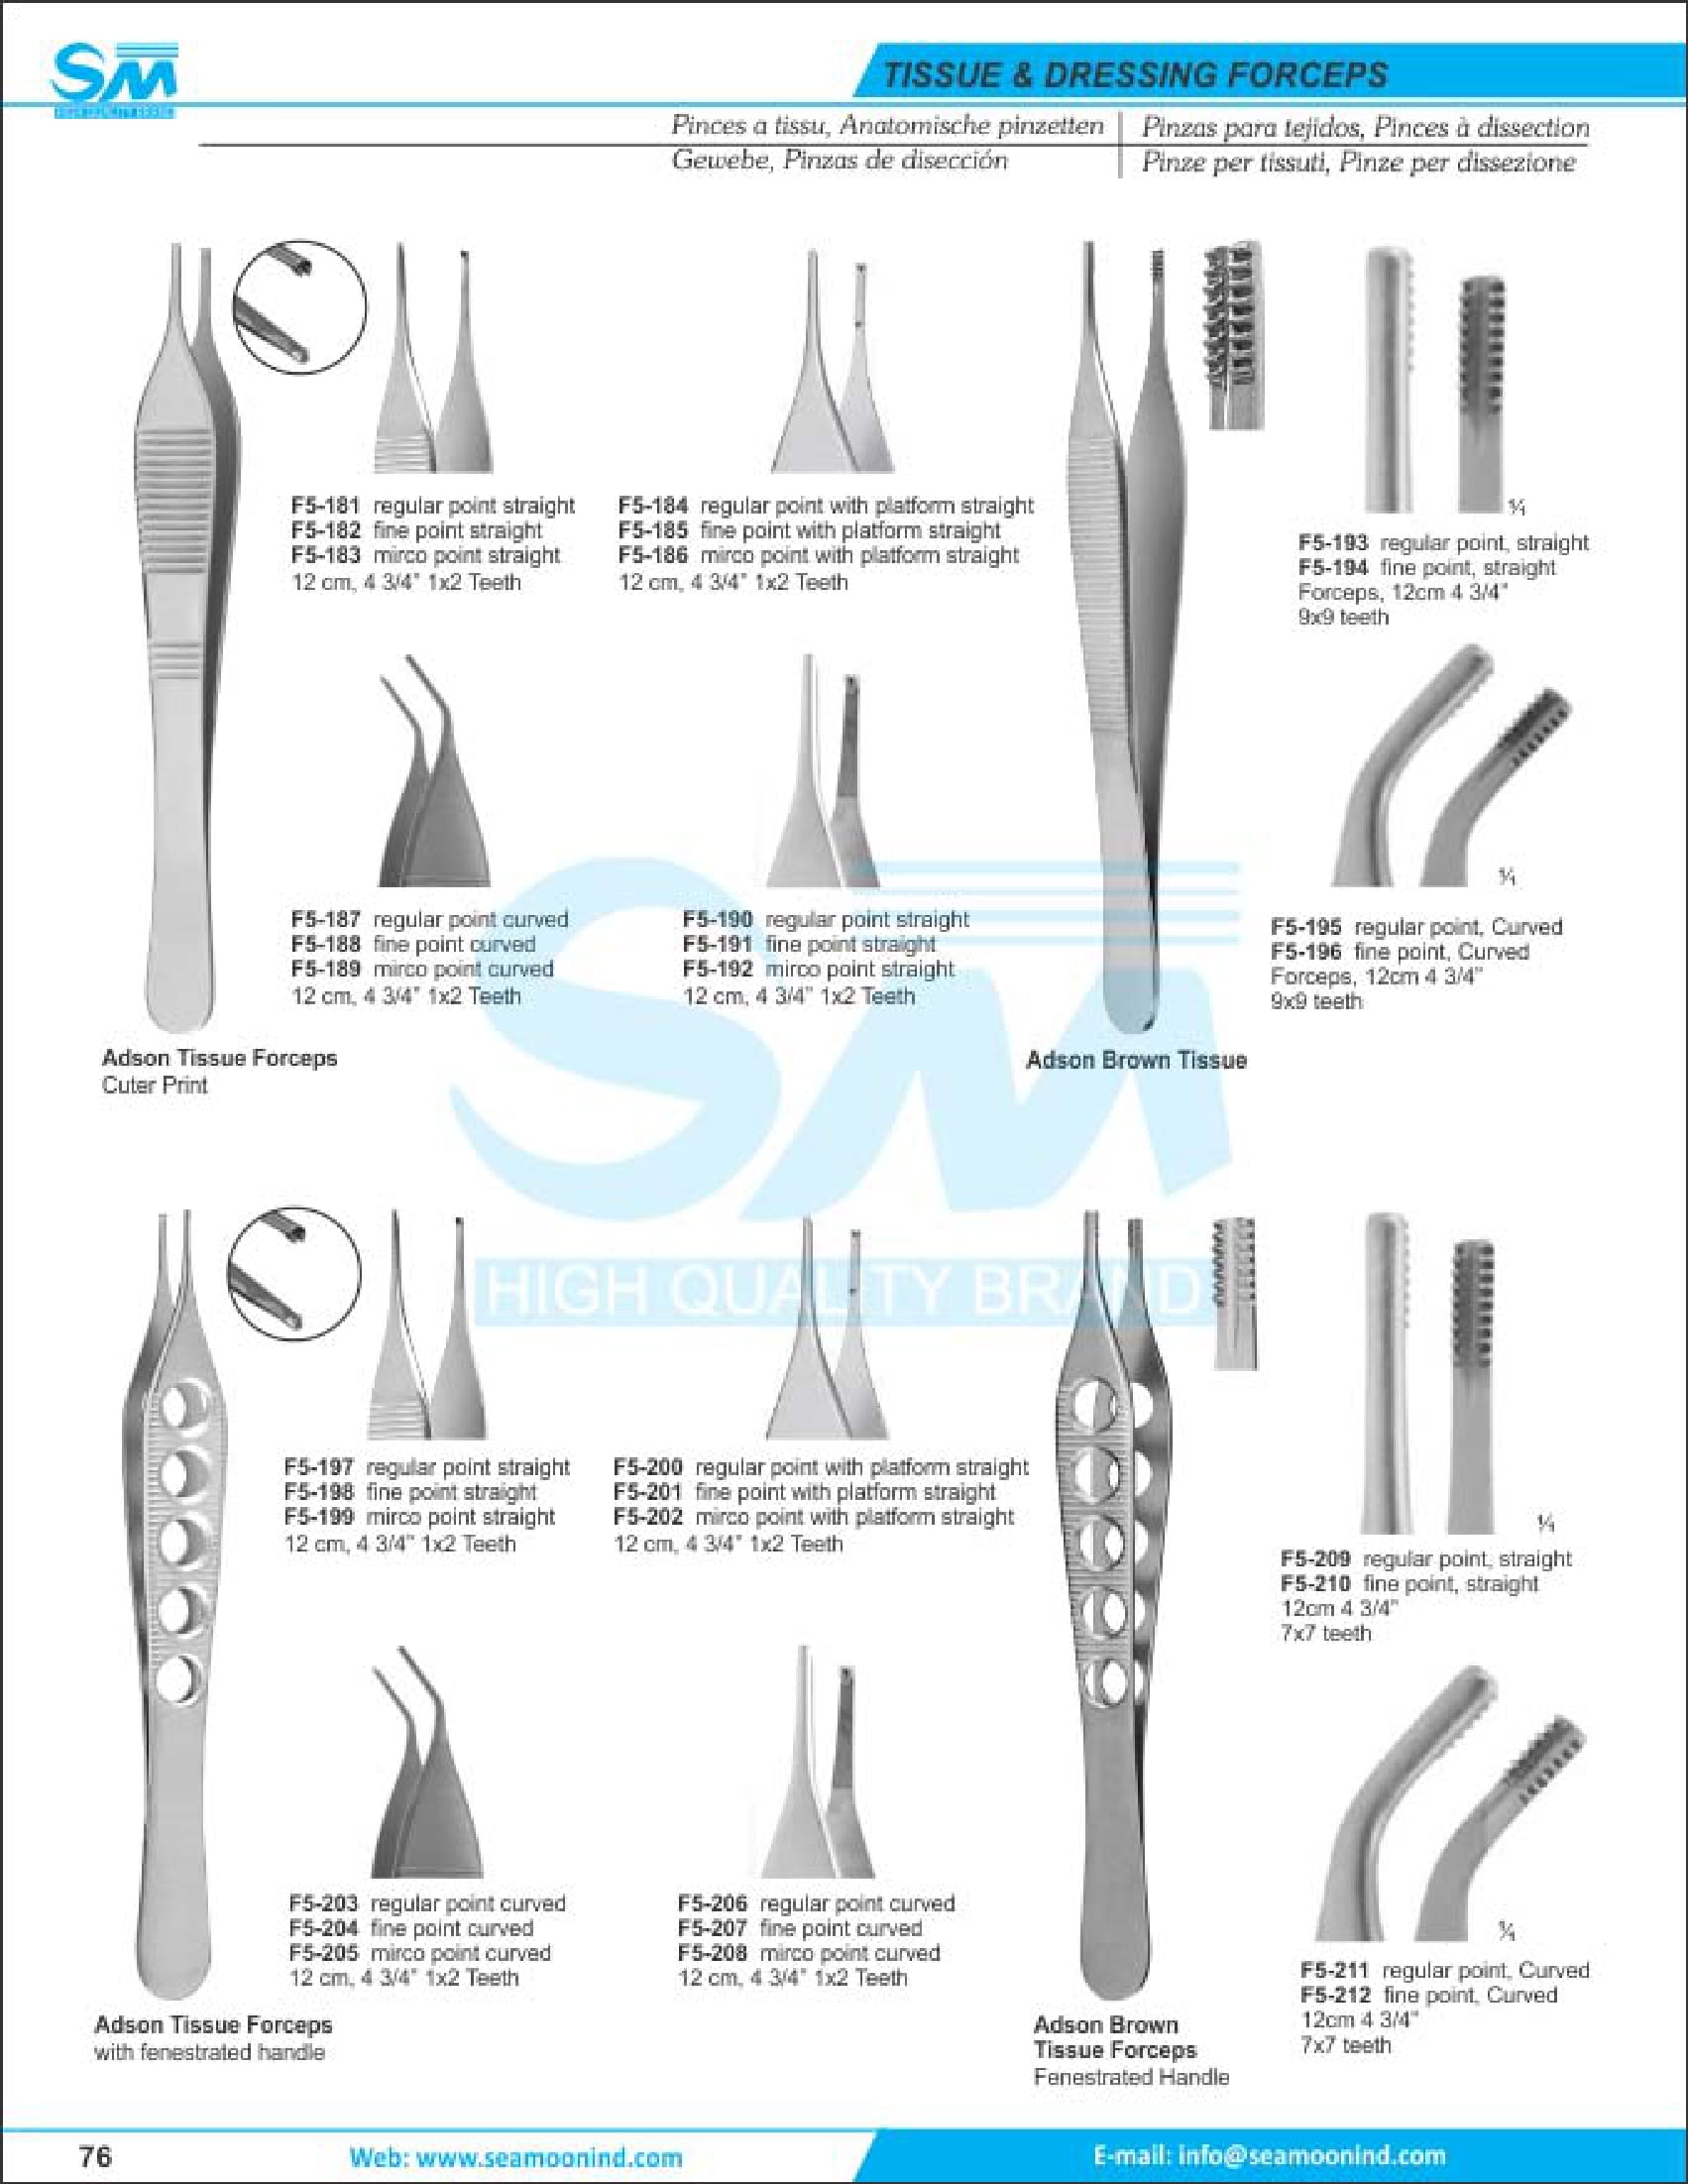 SM
TISSUE & DRESSING FORCEPS
Pinces a tissu, Anatomische pinzetten
Gewebe, Pinzas de disección
Pinzas para tejidos, Pinces à dissection
Pinze per tissuti, Pinze per dissezione
F5-181 regular point straight
F5-182 fine point straight
F5-183 mirco point straight
12 cm, 4 3/4" 1x2 Teeth
F5-184 regular point with platform straight
F5-185 fine point with platform straight
F5-186 mirco point with platform straight
12 cm, 4 3/4" 1x2 Teeth
1/1
F5-193 regular point, straight
F5-194 fine point, straight
Forceps, 12cm 4 3/4"
9x9 teeth
F5-187 regular point curved
F5-188 fine point curved
F5-189 mirco point curved
12 cm, 4 3/4" 1x2 Teeth
F5-190 regular point straight
F5-191 fine point straight
F5-192 mirco point straight
12 cm, 4 3/4" 1x2 Teeth
1/1
F5-195 regular point, Curved
F5-196 fine point, Curved
Forceps, 12cm 4 3/4"
9x9 teeth
Adson Tissue Forceps
Cuter Print
Adson Brown Tissue
SM
HIGH QUALITY BRAND
F5-197 regular point straight
F5-198 fine point straight
F5-199 mirco point straight
12 cm, 4 3/4" 1x2 Teeth
F5-200 regular point with platform straight
F5-201 fine point with platform straight
F5-202 mirco point with platform straight
12 cm, 4 3/4" 1x2 Teeth
1/1
F5-209 regular point, straight
F5-210 fine point, straight
12cm 4 3/4"
7x7 teeth
F5-203 regular point curved
F5-204 fine point curved
F5-205 mirco point curved
12 cm, 4 3/4" 1x2 Teeth
F5-206 regular point curved
F5-207 fine point curved
F5-208 mirco point curved
12 cm, 4 3/4" 1x2 Teeth
1/1
F5-211 regular point, Curved
F5-212 fine point, Curved
12cm 4 3/4"
7x7 teeth
Adson Tissue Forceps
with fenestrated handle
Adson Brown
Tissue Forceps
Fenestrated Handle
76
Web: www.seamoonind.com
E-mail: info@seamoonind.com